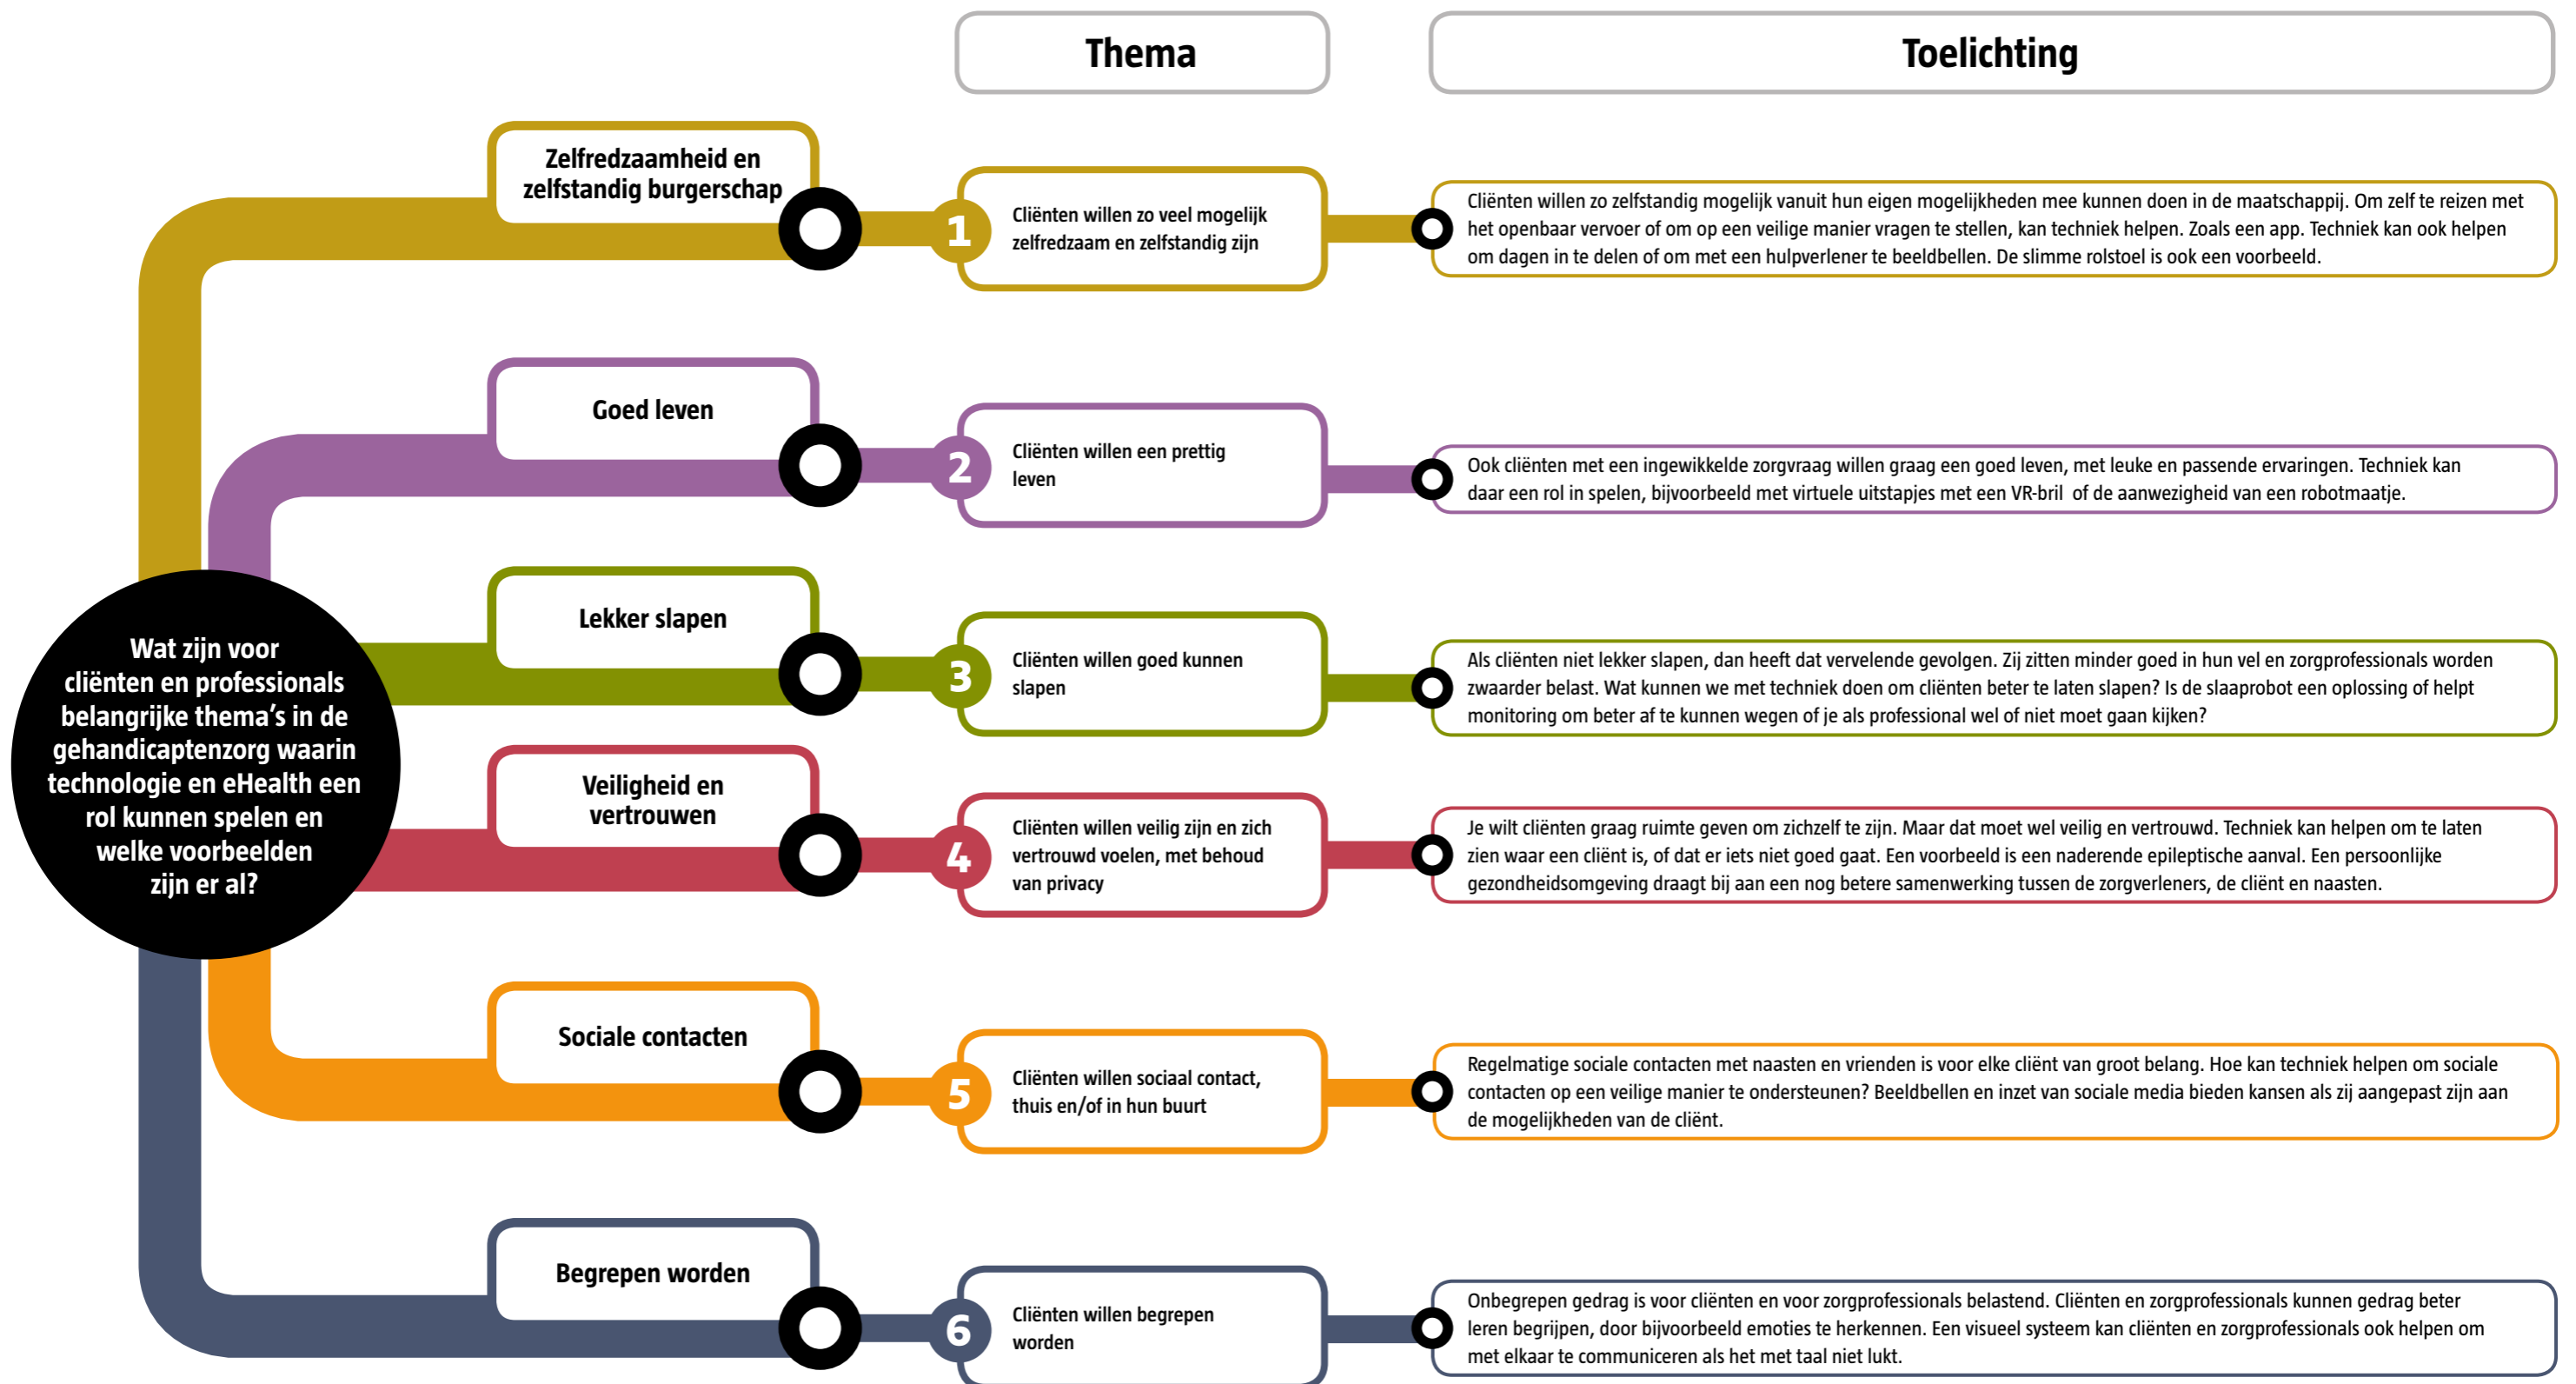 Thema
Toelichting
Zelfredzaamheid en
zelfstandig burgerschap
1
Cliënten willen zo veel mogelijk
zelfredzaam en zelfstandig zijn
Cliënten willen zo zelfstandig mogelijk vanuit hun eigen mogelijkheden mee kunnen doen in de maatschappij. Om zelf te reizen met
het openbaar vervoer of om op een veilige manier vragen te stellen, kan techniek helpen. Zoals een app. Techniek kan ook helpen
om dagen in te delen of om met een hulpverlener te beeldbellen. De slimme rolstoel is ook een voorbeeld.
Goed leven
2
Cliënten willen een prettig
leven
Ook cliënten met een ingewikkelde zorgvraag willen graag een goed leven, met leuke en passende ervaringen. Techniek kan
daar een rol in spelen, bijvoorbeeld met virtuele uitstapjes met een VR-bril of de aanwezigheid van een robotmaatje.
Wat zijn voor
cliënten en professionals
belangrijke thema's in de
gehandicaptenzorg waarin
technologie en eHealth een
rol kunnen spelen en
welke voorbeelden
zijn er al?
Lekker slapen
3
Cliënten willen goed kunnen
slapen
Als cliënten niet lekker slapen, dan heeft dat vervelende gevolgen. Zij zitten minder goed in hun vel en zorgprofessionals worden
zwaarder belast. Wat kunnen we met techniek doen om cliënten beter te laten slapen? Is de slaaprobot een oplossing of helpt
monitoring om beter af te kunnen wegen of je als professional wel of niet moet gaan kijken?
Veiligheid en
vertrouwen
4
Cliënten willen veilig zijn en zich
vertrouwd voelen, met behoud
van privacy
Je wilt cliënten graag ruimte geven om zichzelf te zijn. Maar dat moet wel veilig en vertrouwd. Techniek kan helpen om te laten
zien waar een cliënt is, of dat er iets niet goed gaat. Een voorbeeld is een naderende epileptische aanval. Een persoonlijke
gezondheidsomgeving draagt bij aan een nog betere samenwerking tussen de zorgverleners, de cliënt en naasten.
Sociale contacten
5
Cliënten willen sociaal contact,
thuis en/of in hun buurt
Regelmatige sociale contacten met naasten en vrienden is voor elke cliënt van groot belang. Hoe kan techniek helpen om sociale
contacten op een veilige manier te ondersteunen? Beeldbellen en inzet van sociale media bieden kansen als zij aangepast zijn aan
de mogelijkheden van de cliënt.
Begrepen worden
6
Cliënten willen begrepen
worden
Onbegrepen gedrag is voor cliënten en voor zorgprofessionals belastend. Cliënten en zorgprofessionals kunnen gedrag beter
leren begrijpen, door bijvoorbeeld emoties te herkennen. Een visueel systeem kan cliënten en zorgprofessionals ook helpen om
met elkaar te communiceren als het met taal niet lukt.